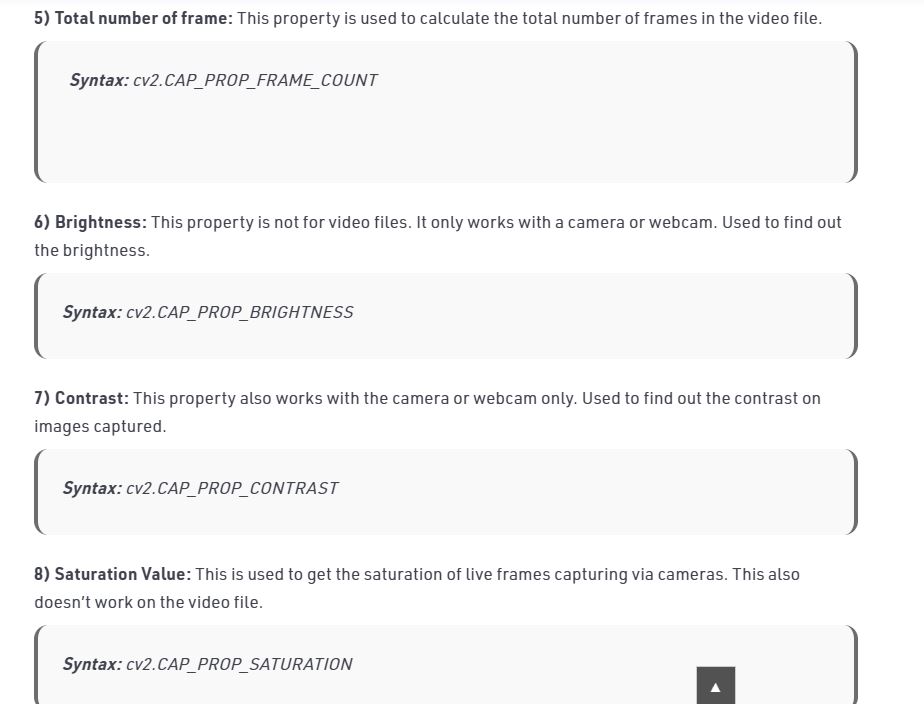 5) Total number of frame: This property is used to calculate the total number of frames in the video file.
Syntax: cv2.CAP_PROP_FRAME_COUNT
6) Brightness: This property is not for video files. It only works with a camera or webcam. Used to find out
the brightness.
Syntax: cv2.CAP_PROP_BRIGHTNESS
7) Contrast: This property also works with the camera or webcam only. Used to find out the contrast on
images captured.
Syntax: cv2.CAP_PROP_CONTRAST
8) Saturation Value: This is used to get the saturation of live frames capturing via cameras. This also
doesn’t work on the video file.
Syntax: cv2.CAP_PROP_SATURATION